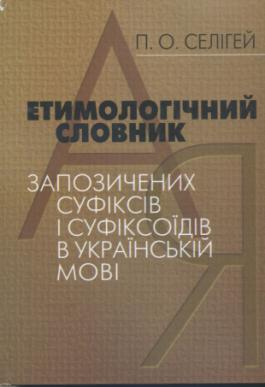 П. О. СЕЛІГЕЙ
ЕТИМОЛОГІЧНИЙ
СЛОВНИК
ЗАПОЗИЧЕНИХ
СУФІКСІВ
І СУФІКСОЇДІВ
В УКРАЇНСЬКІЙ
МОВІ
А
Я